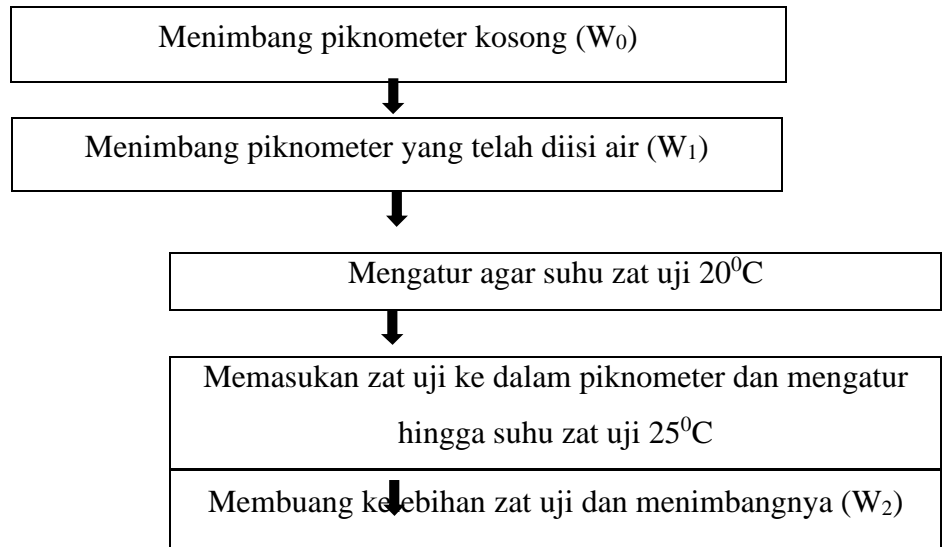 Menimbang piknometer kosong (W₀)
Menimbang piknometer yang telah diisi air (W₁)
Mengatur agar suhu zat uji 20⁰C
Memasukan zat uji ke dalam piknometer dan mengatur
hingga suhu zat uji 25⁰C
Membuang kelebihan zat uji dan menimbangnya (W₂)